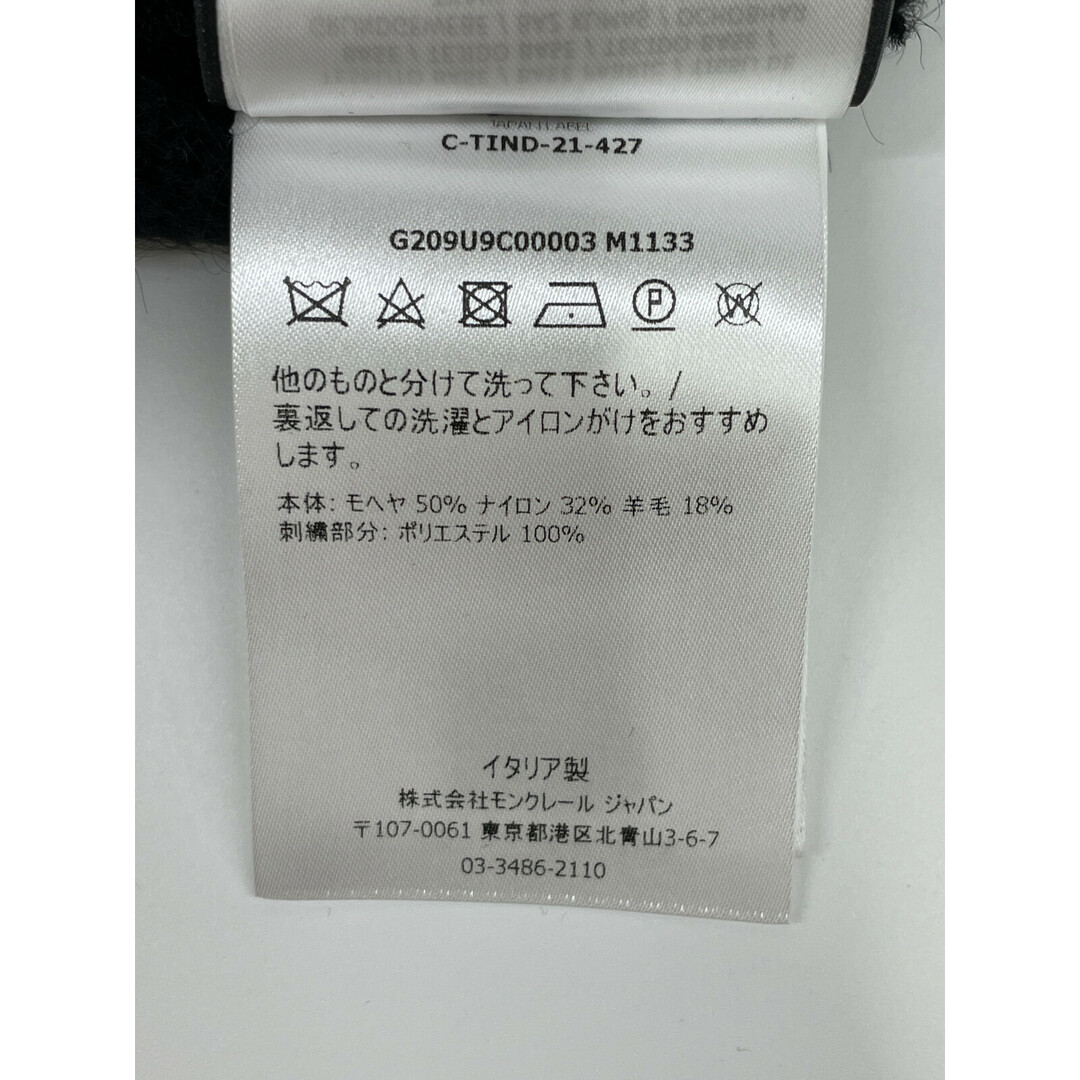 JAPAN LABEL
C-TIND-21-427
G209U9C00003 M1133
P
W
他のものと分けて洗って下さい。/
裏返しての洗濯とアイロンがけをおすすめ
します。
本体: モヘヤ 50% ナイロン 32% 羊毛 18%
刺繍部分: ポリエステル 100%
イタリア製
株式会社モンクレール ジャパン
〒107-0061 東京都港区北青山3-6-7
03-3486-2110